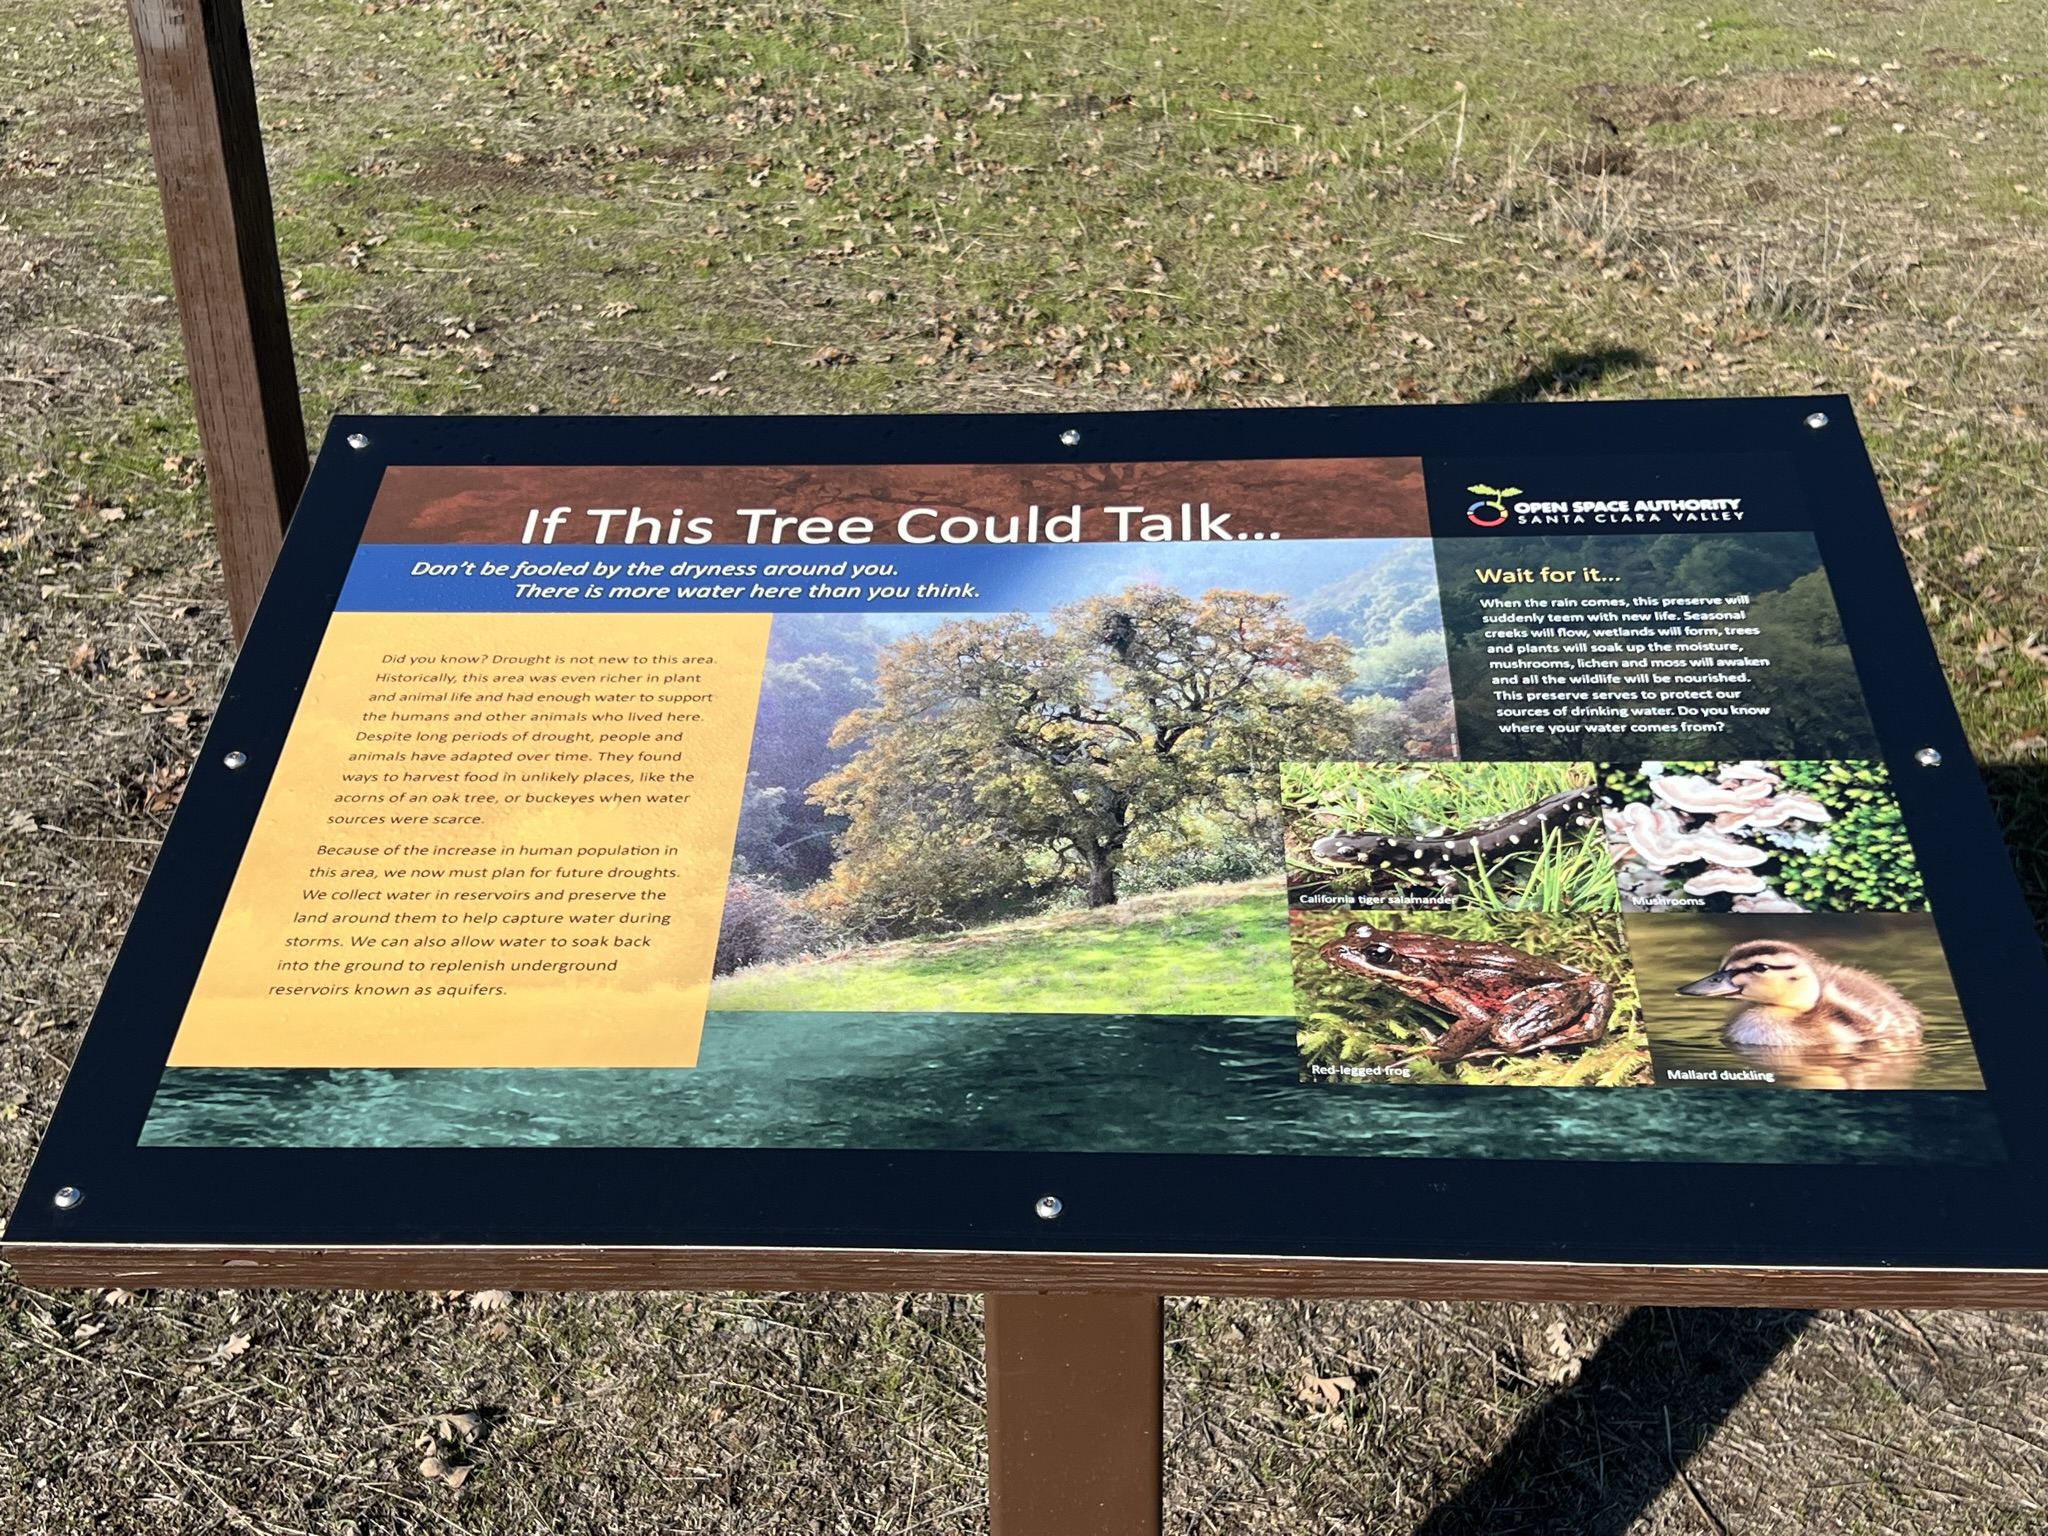 If This Tree Could Talk...
OPEN SPACE AUTHORITY
SANTA CLARA VALLEY
Don't be fooled by the dryness around you.
There is more water here than you think.
Did you know? Drought is not new to this area.
Historically, this area was even richer in plant
and animal life and had enough water to support
the humans and other animals who lived here.
Despite long periods of drought, people and
animals have adapted over time. They found
ways to harvest food in unlikely places, like the
acorns of an oak tree, or buckeyes when water
sources were scarce.
Because of the increase in human population in
this area, we now must plan for future droughts.
We collect water in reservoirs and preserve the
land around them to help capture water during
storms. We can also allow water to soak back
into the ground to replenish underground
reservoirs known as aquifers.
Wait for it...
When the rain comes, this preserve will
suddenly teem with new life. Seasonal
creeks will flow, wetlands will form, trees
and plants will soak up the moisture,
mushrooms, lichen and moss will awaken
and all the wildlife will be nourished.
This preserve serves to protect our
sources of drinking water. Do you know
where your water comes from?
California tiger salamander
Mushrooms
Red-legged frog
Mallard duckling